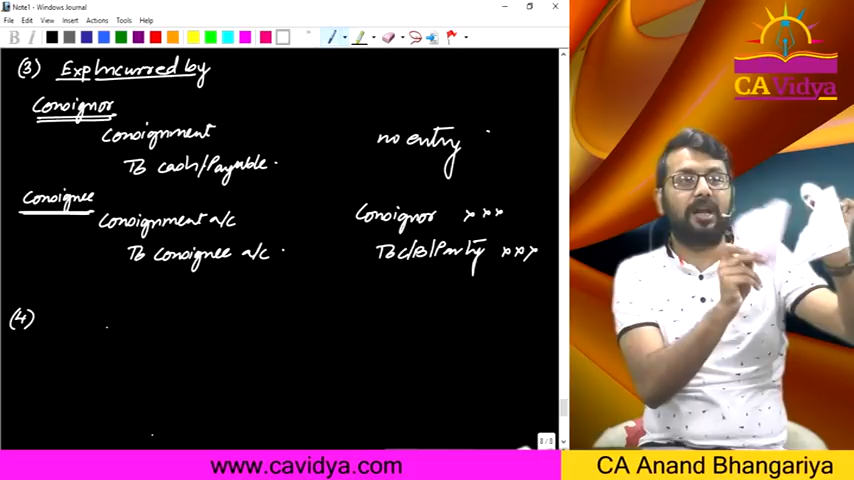 Note1 - Windows Journal
File Edit View Insert Actions Tools Help
B
(3) Exp Incurred by
Consignor
Consignment
To cash/Payable.
no entry
Consignee
Consignment a/c
To consignee a/c.
Consignor xxx
To C/B/Party xxx
(4)
8 / 8
CA Vidya
www.cavidya.com
CA Anand Bhangariya